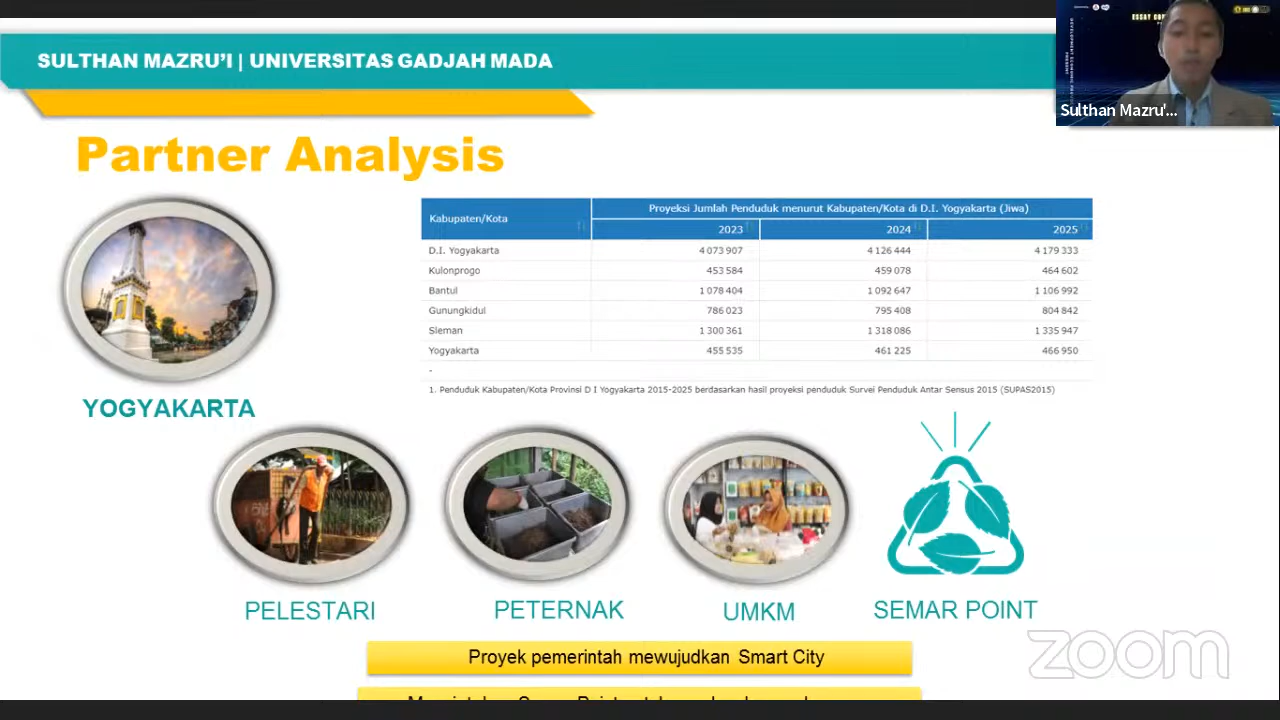 SULTHAN MAZRU’I | UNIVERSITAS GADJAH MADA
ESSAY
Sulthan Mazru'...
Partner Analysis
Kabupaten/Kota
Proyeksi Jumlah Penduduk menurut Kabupaten/Kota di D.I. Yogyakarta (Jiwa)
2023 2024 2025
D.I. Yogyakarta 4 073 907 4 126 444 4 179 333
Kulonprogo 453 584 459 078 464 602
Bantul 1 078 404 1 092 647 1 106 992
Gunungkidul 786 023 795 408 804 842
Sleman 1 300 361 1 318 086 1 335 947
Yogyakarta 455 535 461 225 466 950
-
1. Penduduk Kabupaten/Kota Provinsi D I Yogyakarta 2015-2025 berdasarkan hasil proyeksi penduduk Survei Penduduk Antar Sensus 2015 (SUPAS2015)
YOGYAKARTA
PELESTARI PETERNAK UMKM SEMAR POINT
zoom
Proyek pemerintah mewujudkan Smart City